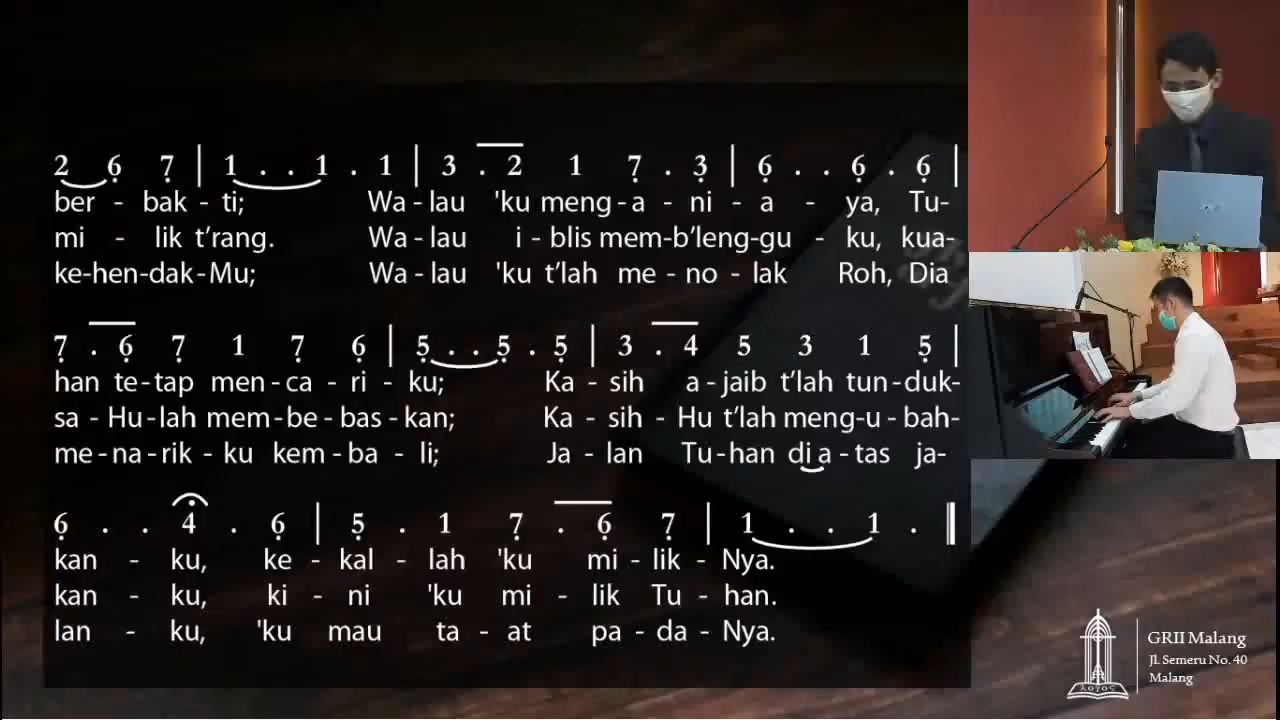 2 6̣ 7̣ | 1 . . 1 . 1 | 3 . 2 1 7̣ . 3̣ | 6̣ . . 6̣ . 6̣ |
ber - bak - ti; Wa - lau 'ku meng - a - ni - a - ya, Tu-
mi - lik t'rang. Wa - lau i - blis mem-b'leng-gu - ku, kua-
ke-hen-dak-Mu; Wa - lau 'ku t'lah me - no - lak Roh, Dia
7̣ . 6̣ 7̣ 1 7̣ 6̣ | 5̣ . . 5̣ . 5̣ | 3 . 4 5 3 1 5̣ |
han te-tap men-ca - ri - ku; Ka - sih a-jaib t'lah tun-duk-
sa - Hu-lah mem-be-bas-kan; Ka - sih - Hu t'lah meng-u-bah-
me-na-rik - ku kem-ba - li; Ja - lan Tu-han di a-tas ja-
6̣ . . 4̣ . 6̣ | 5̣ . 1 7̣ . 6̣ 7̣ | 1 . . 1 . ||
kan - ku, ke - kal - lah 'ku mi - lik - Nya.
kan - ku, ki - ni 'ku mi - lik Tu - han.
lan - ku, 'ku mau ta - at pa - da - Nya.
GRII Malang
JL Semeru No. 40
Malang
λόγος